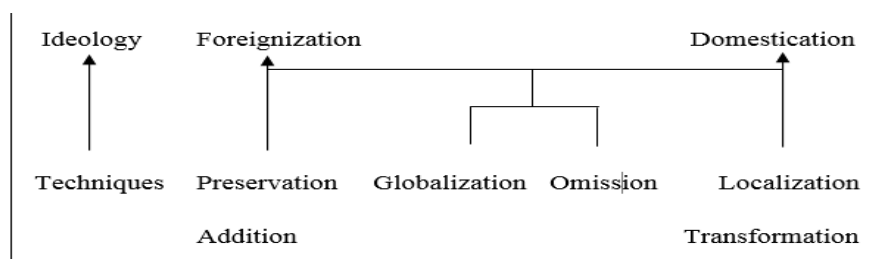 Ideology Foreignization Domestication
Techniques Preservation Globalization Omission Localization
Addition Transformation